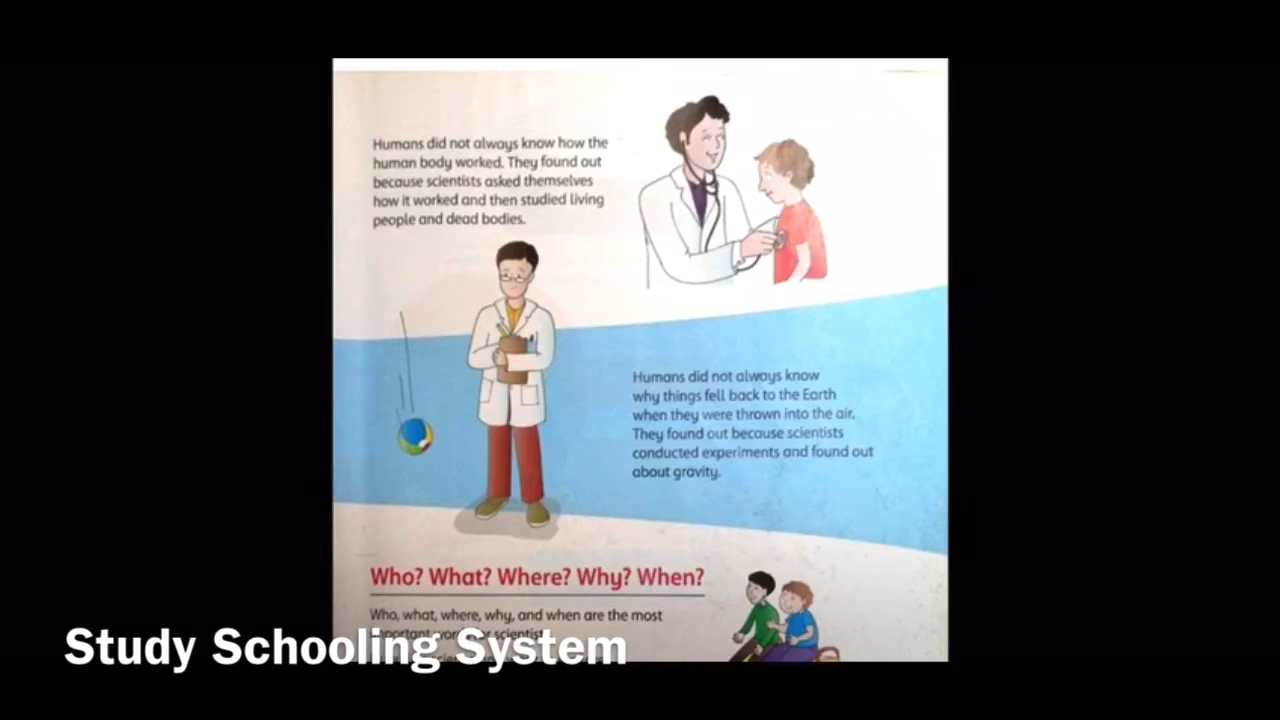 Humans did not always know how the
human body worked. They found out
because scientists asked themselves
how it worked and then studied living
people and dead bodies.
Humans did not always know
why things fell back to the Earth
when they were thrown into the air.
They found out because scientists
conducted experiments and found out
about gravity.
Who? What? Where? Why? When?
Who, what, where, why, and when are the most
scientist
Study Schooling System